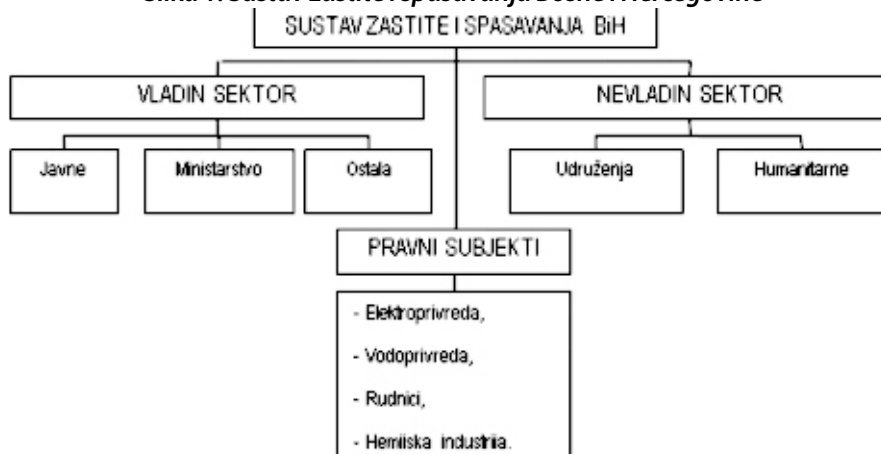 SUSTAV ZASTITE I SPASAVANJA BiH
VLADIN SEKTOR
NEVLADIN SEKTOR
Javne
Ministarstvo
Ostala
Udruženja
Humanitarne
PRAVNI SUBJEKTI
- Elektroprivreda,
- Vodoprivreda,
- Rudnici,
- Hemijska industrija.